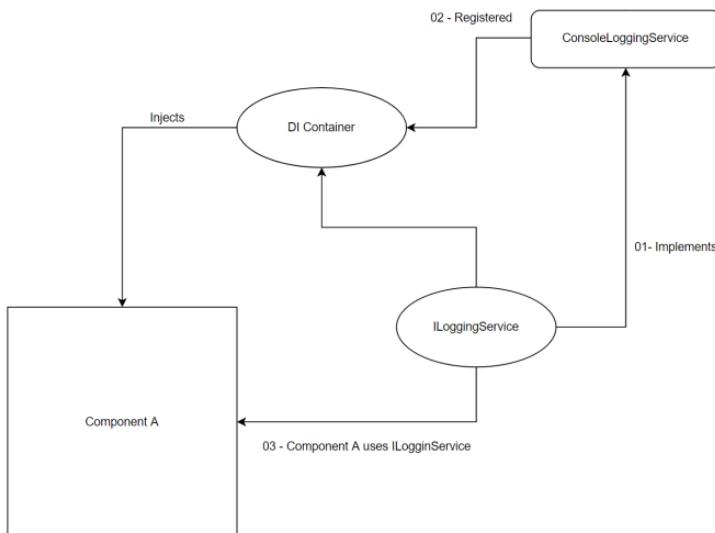 02 - Registered
ConsoleLoggingService
Injects
DI Container
01- Implements
ILoggingService
Component A
03 - Component A uses ILogginService